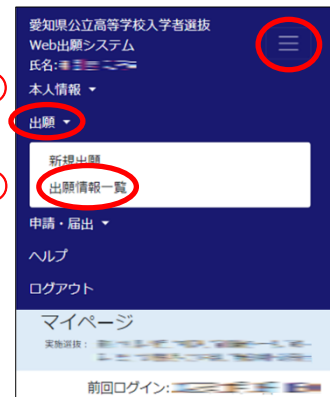 愛知県公立高等学校入学者選抜
Web出願システム
氏名:
本人情報
出願
新規出願
出願情報一覧
申請・届出
ヘルプ
ログアウト
マイページ
実施選抜：
前回ログイン: